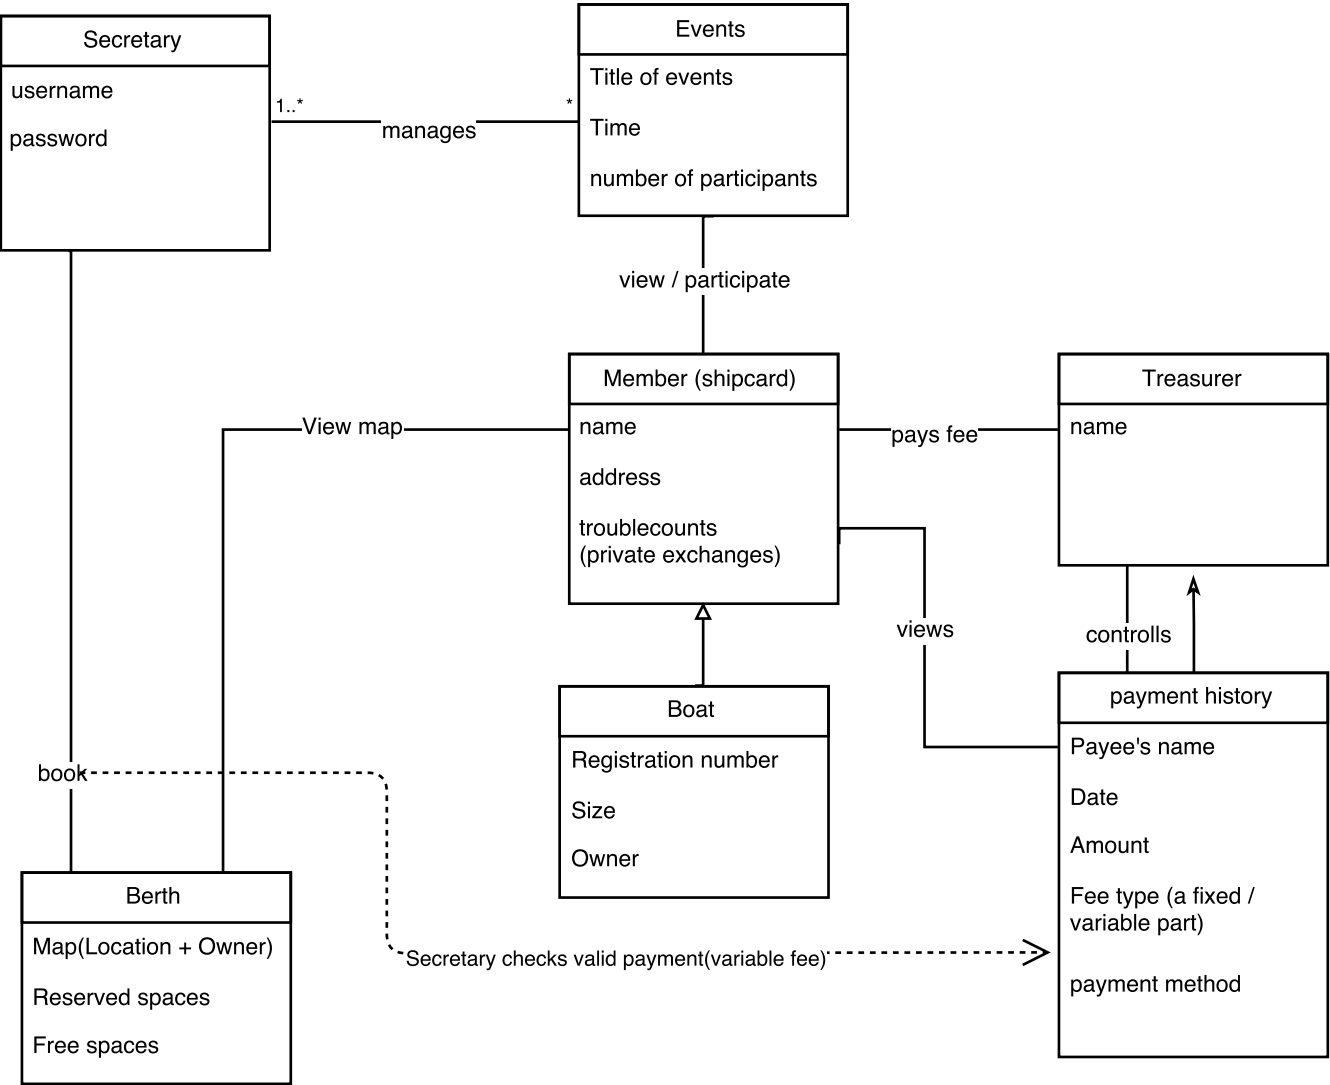 Secretary
username
password
1..*
*
manages
Events
Title of events
Time
number of participants
view / participate
Member (shipcard)
name
address
troublecounts
(private exchanges)
View map
pays fee
Treasurer
name
views
controlls
Boat
Registration number
Size
Owner
payment history
Payee's name
Date
Amount
Fee type (a fixed /
variable part)
payment method
book
Berth
Map(Location + Owner)
Reserved spaces
Free spaces
Secretary checks valid payment(variable fee)